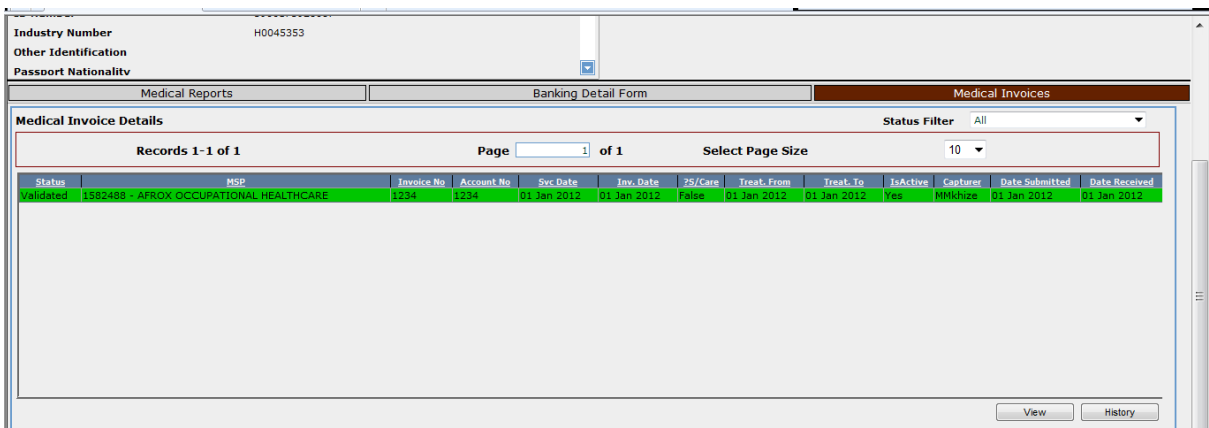 Industry Number H0045353
Other Identification
Passport Nationality
Medical Reports Banking Detail Form Medical Invoices
Medical Invoice Details Status Filter All
Records 1-1 of 1 Page 1 of 1 Select Page Size 10
Status MSP Invoice No Account No Svc Date Inv. Date ?S/Care Treat. From Treat. To IsActive Capturer Date Submitted Date Received
Validated 1582488 - AFROX OCCUPATIONAL HEALTHCARE 1234 1234 01 Jan 2012 01 Jan 2012 False 01 Jan 2012 01 Jan 2012 Yes MMkhize 01 Jan 2012 01 Jan 2012
View History